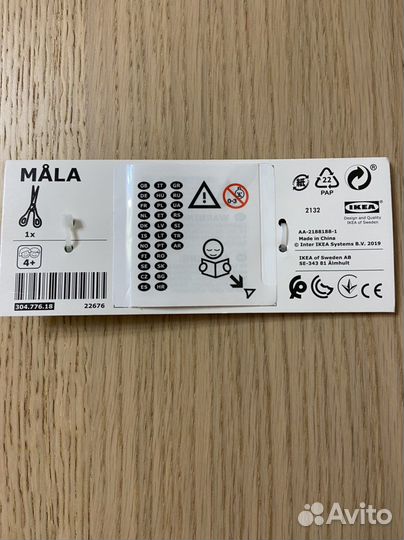 MÅLA
1x
4+
304.776.18
22676
GB IT GR
DE HU RU
FR PL UA
NL EE RS
DK LV SI
IS LT TR
NO PT AR
FI RO
SE SK
CZ BG
ES HR
0-3
22
PAP
2132
IKEA
Design and Quality
IKEA of Sweden
AA-2188188-1
Made in China
© Inter IKEA Systems B.V. 2019
IKEA of Sweden AB
SE-343 81 Älmhult
CE
Avito